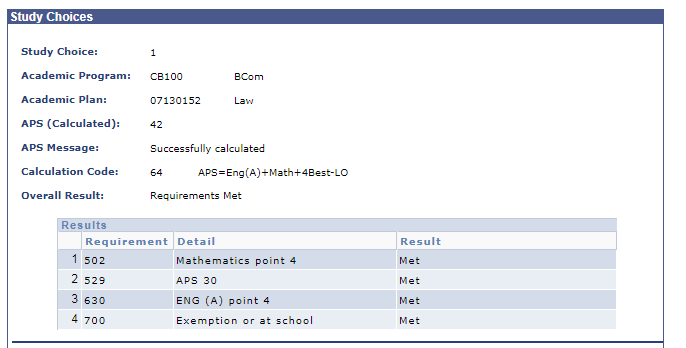 Study Choices
Study Choice: 1
Academic Program: CB100 BCom
Academic Plan: 07130152 Law
APS (Calculated): 42
APS Message: Successfully calculated
Calculation Code: 64 APS=Eng(A)+Math+4Best-LO
Overall Result: Requirements Met
Results
Requirement Detail Result
1 502 Mathematics point 4 Met
2 529 APS 30 Met
3 630 ENG (A) point 4 Met
4 700 Exemption or at school Met